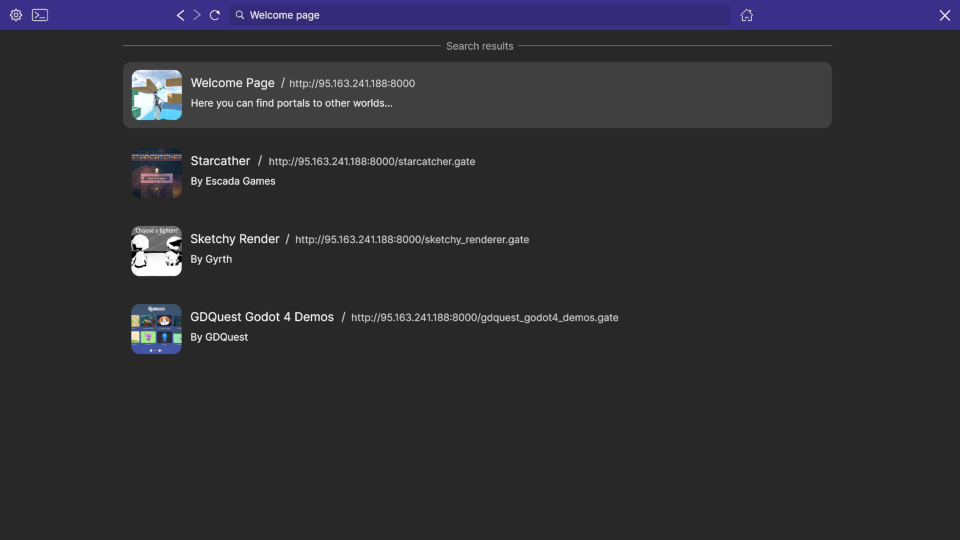 Welcome page
Search results
Welcome Page / http://95.163.241.188:8000
Here you can find portals to other worlds...
STARCATCHER
Starcather / http://95.163.241.188:8000/starcatcher.gate
By Escada Games
Choose a fighter!
Sketchy Render / http://95.163.241.188:8000/sketchy_renderer.gate
By Gyrth
GDQuest Godot 4 Demos / http://95.163.241.188:8000/gdquest_godot4_demos.gate
By GDQuest